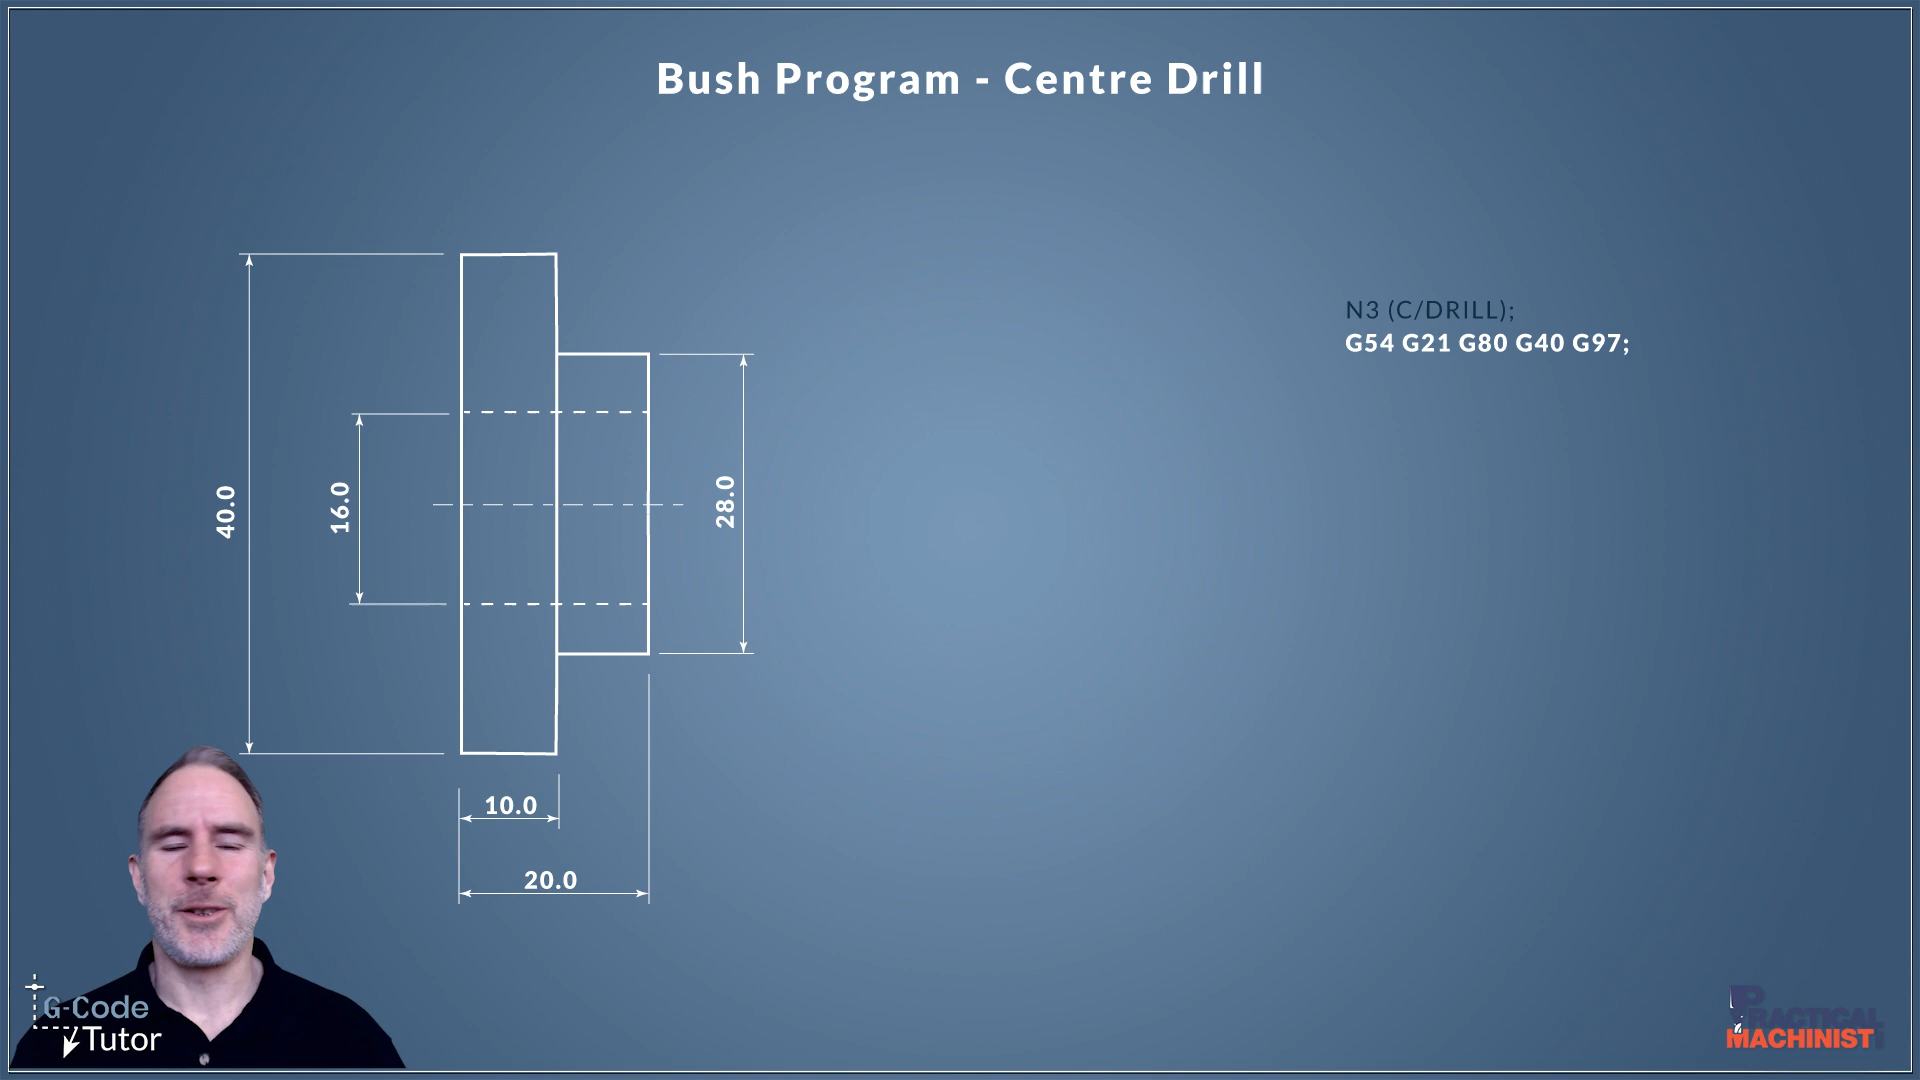 Bush Program - Centre Drill
N3 (C/DRILL);
G54 G21 G80 G40 G97;
40.0
16.0
28.0
10.0
20.0
G-Code
Tutor
PRACTICAL
MACHINIST